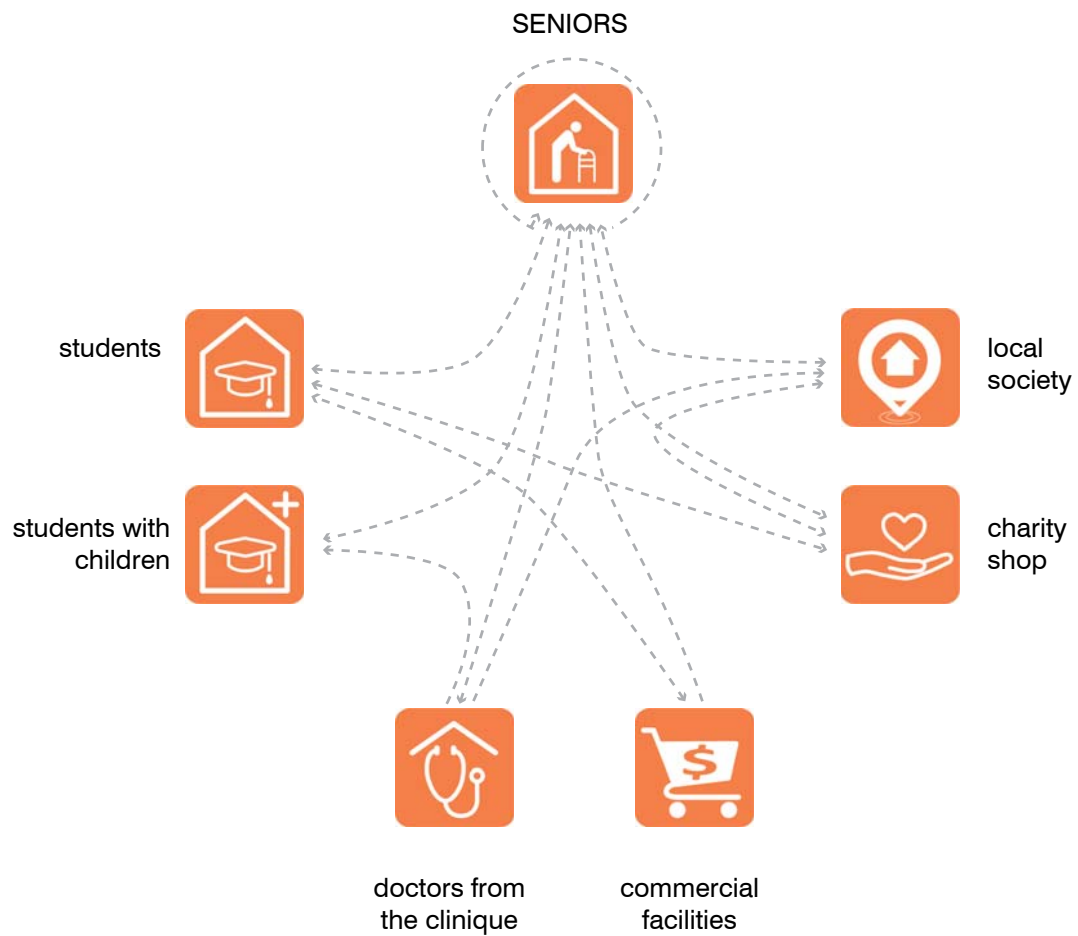 SENIORS
students
local
society
students with
children
charity
shop
$
doctors from
the clinique
commercial
facilities